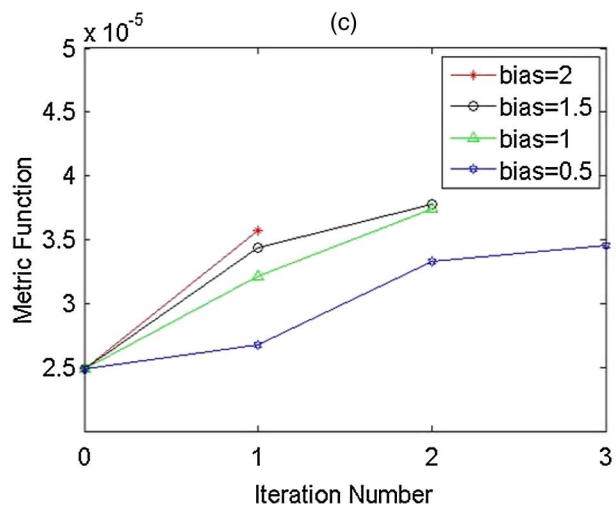 (c)
x 10^-5
5
4.5
4
3.5
3
2.5
Metric Function
bias=2
bias=1.5
bias=1
bias=0.5
0 1 2 3
Iteration Number